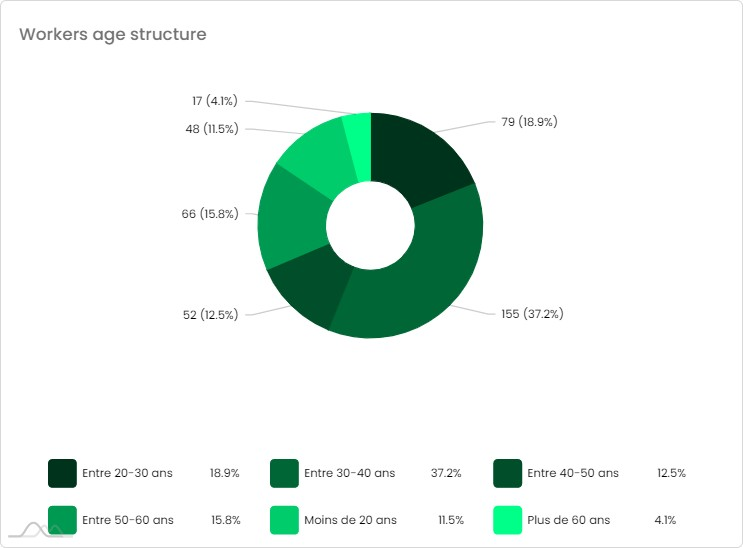 Workers age structure
17 (4.1%)
48 (11.5%)
79 (18.9%)
66 (15.8%)
52 (12.5%)
155 (37.2%)
Entre 20-30 ans 18.9% Entre 30-40 ans 37.2% Entre 40-50 ans 12.5%
Entre 50-60 ans 15.8% Moins de 20 ans 11.5% Plus de 60 ans 4.1%